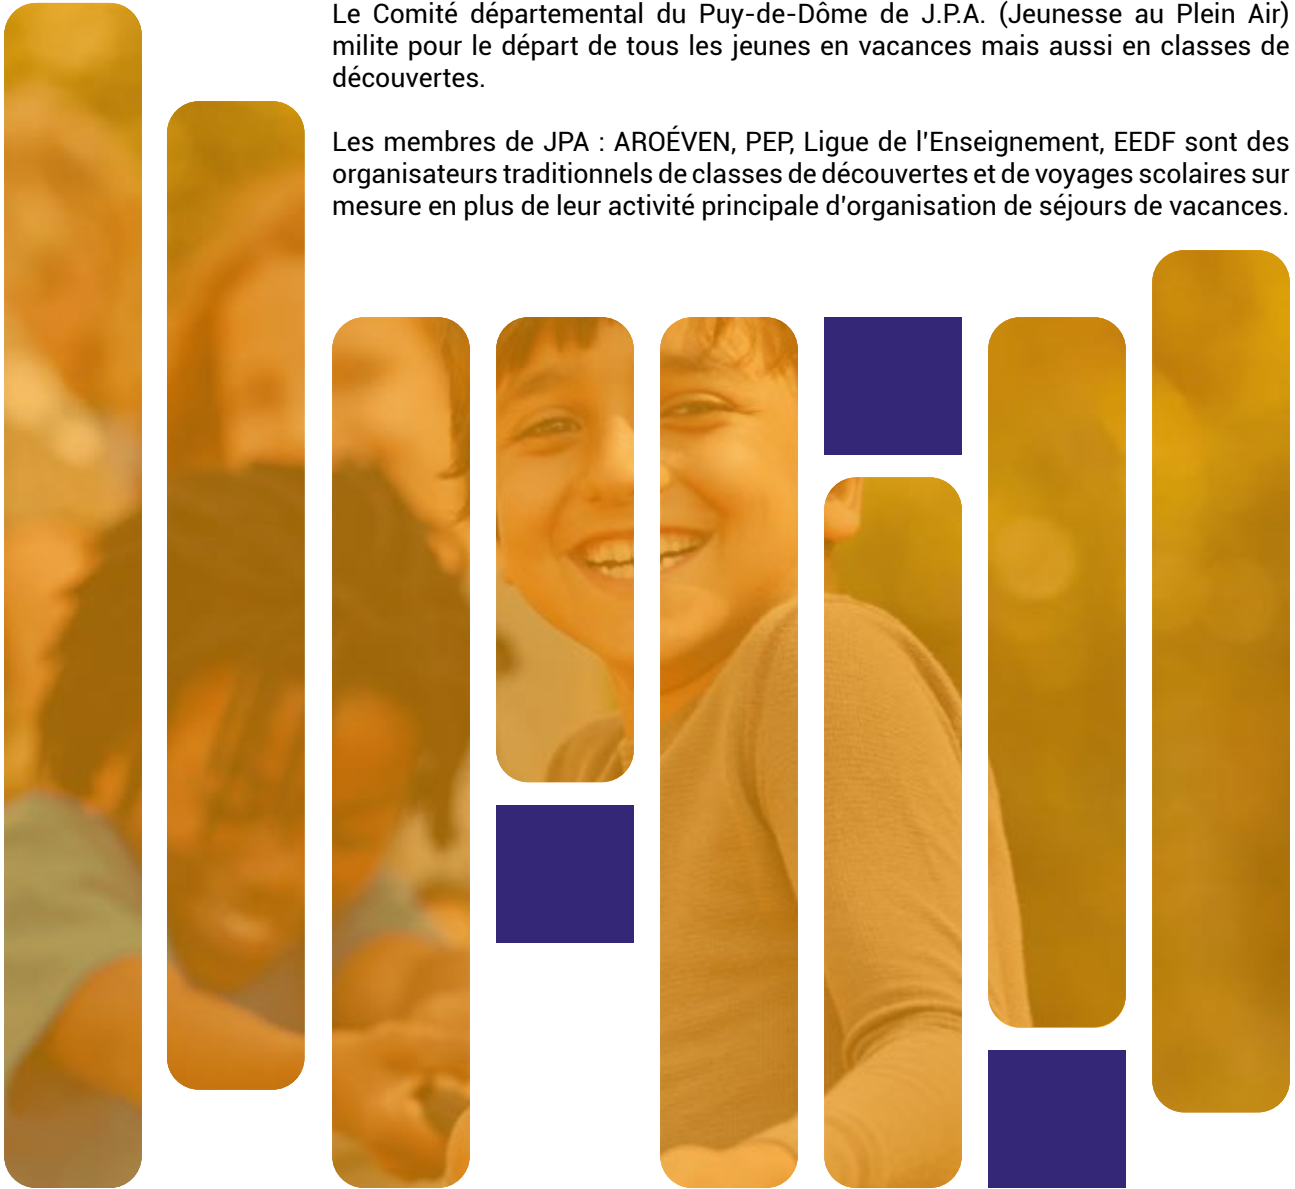 Le Comité départemental du Puy-de-Dôme de J.P.A. (Jeunesse au Plein Air)
milite pour le départ de tous les jeunes en vacances mais aussi en classes de
découvertes.
Les membres de JPA : AROÉVEN, PEP, Ligue de l'Enseignement, EEDF sont des
organisateurs traditionnels de classes de découvertes et de voyages scolaires sur
mesure en plus de leur activité principale d'organisation de séjours de vacances.